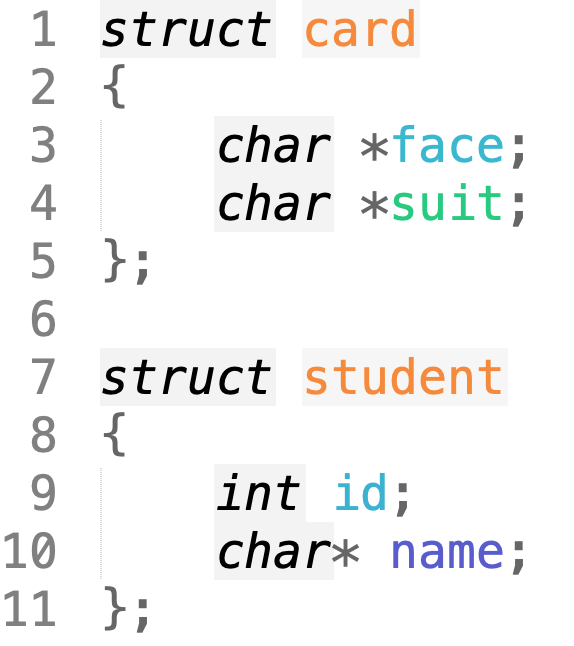 1 struct card
2 {
3     char *face;
4     char *suit;
5 };
6
7 struct student
8 {
9     int id;
10     char* name;
11 };